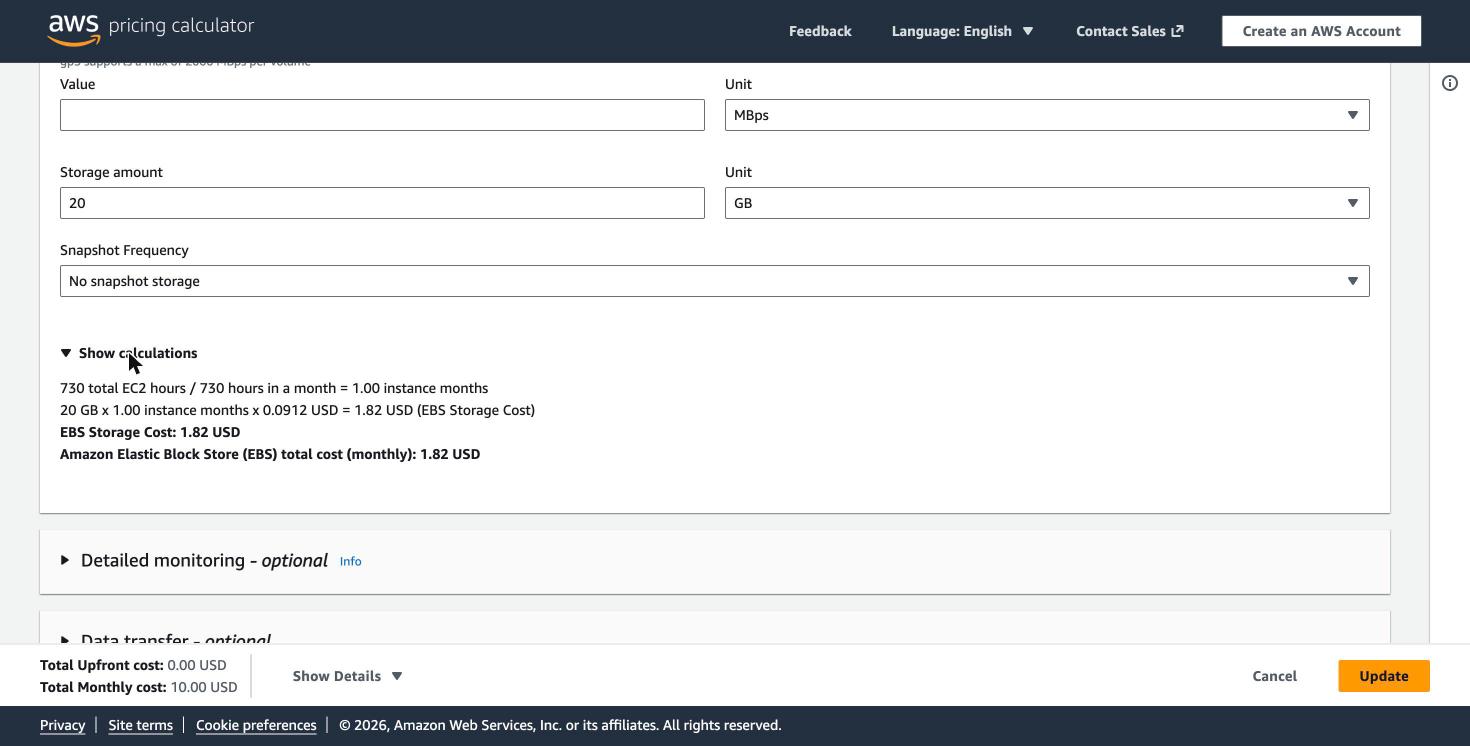 aws pricing calculator
Feedback
Language: English
Contact Sales
Create an AWS Account
Value
Unit
MBps
Storage amount
Unit
20
GB
Snapshot Frequency
No snapshot storage
Show calculations
730 total EC2 hours / 730 hours in a month = 1.00 instance months
20 GB x 1.00 instance months x 0.0912 USD = 1.82 USD (EBS Storage Cost)
EBS Storage Cost: 1.82 USD
Amazon Elastic Block Store (EBS) total cost (monthly): 1.82 USD
Detailed monitoring - optional Info
Data transfer - optional
Total Upfront cost: 0.00 USD
Total Monthly cost: 10.00 USD
Show Details
Cancel
Update
Privacy | Site terms | Cookie preferences | © 2026, Amazon Web Services, Inc. or its affiliates. All rights reserved.